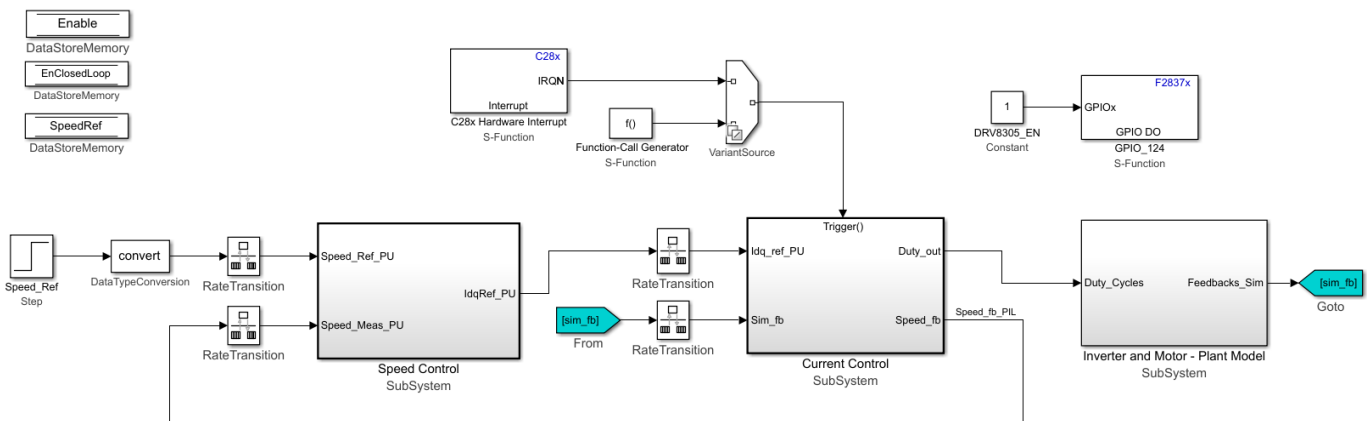 Enable
DataStoreMemory
EnClosedLoop
DataStoreMemory
SpeedRef
DataStoreMemory
C28x
IRQN
Interrupt
C28x Hardware Interrupt
S-Function
f()
Function-Call Generator
S-Function
VariantSource
1
DRV8305_EN
Constant
F2837x
GPIOx
GPIO DO
GPIO_124
S-Function
Speed_Ref
Step
convert
DataTypeConversion
RateTransition
RateTransition
Speed_Ref_PU
IdqRef_PU
Speed_Meas_PU
Speed Control
SubSystem
RateTransition
[sim_fb]
From
RateTransition
Trigger()
Idq_ref_PU
Duty_out
Sim_fb
Speed_fb
Current Control
SubSystem
Speed_fb_PIL
Duty_Cycles
Feedbacks_Sim
Inverter and Motor - Plant Model
SubSystem
[sim_fb]
Goto